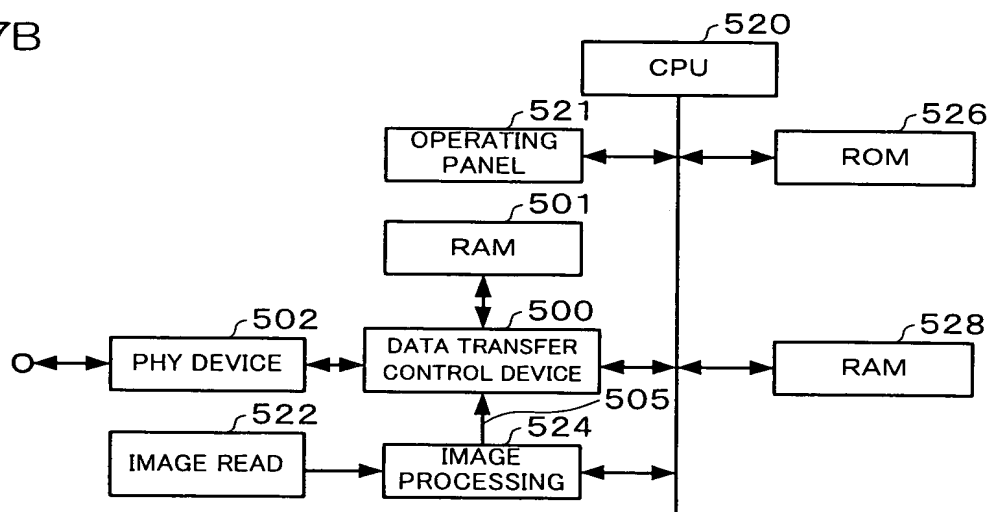 7B
520
CPU
521
OPERATING
PANEL
526
ROM
501
RAM
502
PHY DEVICE
500
DATA TRANSFER
CONTROL DEVICE
528
RAM
505
522
IMAGE READ
524
IMAGE
PROCESSING